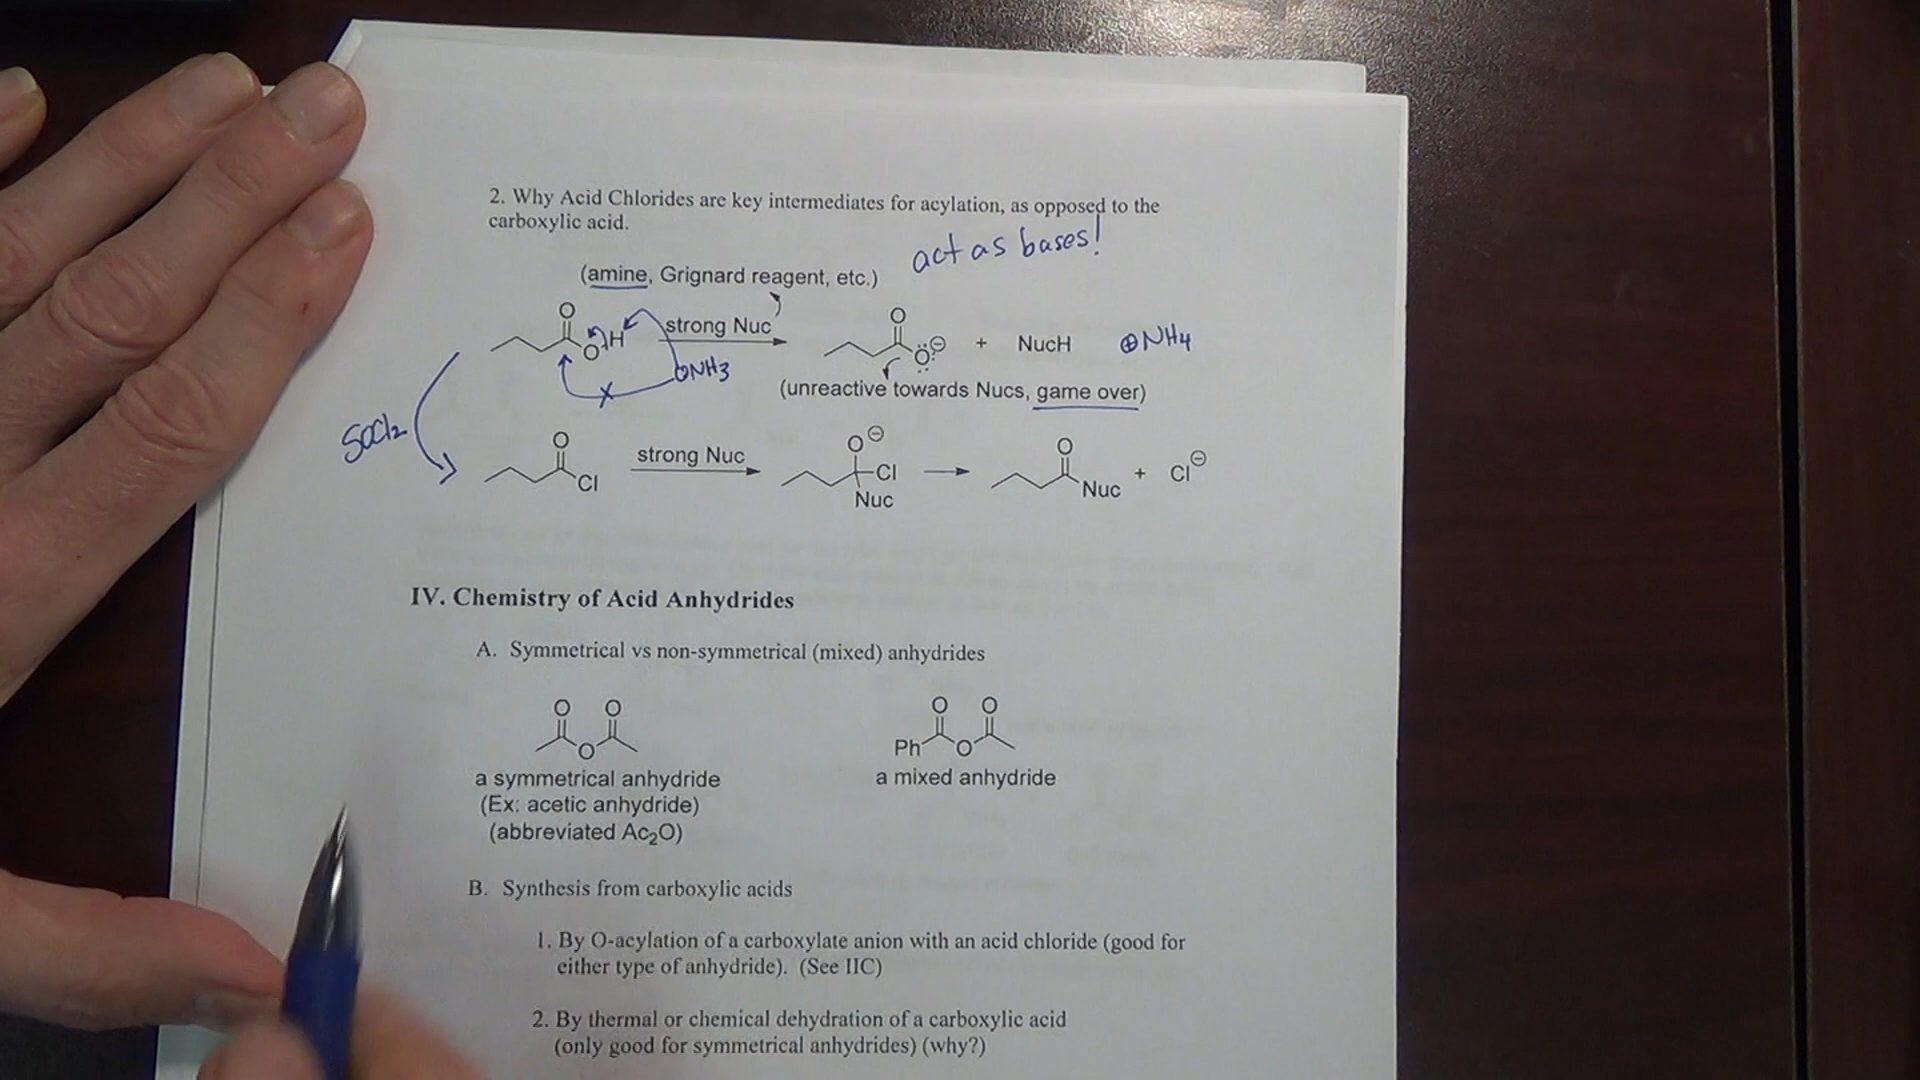 2. Why Acid Chlorides are key intermediates for acylation, as opposed to the
carboxylic acid.
act as bases!
(amine, Grignard reagent, etc.)
O
OH
strong Nuc
NH3
O
O⊖
+ NucH
⊕NH4
(unreactive towards Nucs, game over)
SOCl2
O
Cl
strong Nuc
O⊖
Cl
Nuc
O
Nuc
+ Cl⊖
IV. Chemistry of Acid Anhydrides
A. Symmetrical vs non-symmetrical (mixed) anhydrides
O O
O
O O
Ph O
a symmetrical anhydride
(Ex: acetic anhydride)
(abbreviated Ac2O)
a mixed anhydride
B. Synthesis from carboxylic acids
1. By O-acylation of a carboxylate anion with an acid chloride (good for
either type of anhydride). (See IIC)
2. By thermal or chemical dehydration of a carboxylic acid
(only good for symmetrical anhydrides) (why?)